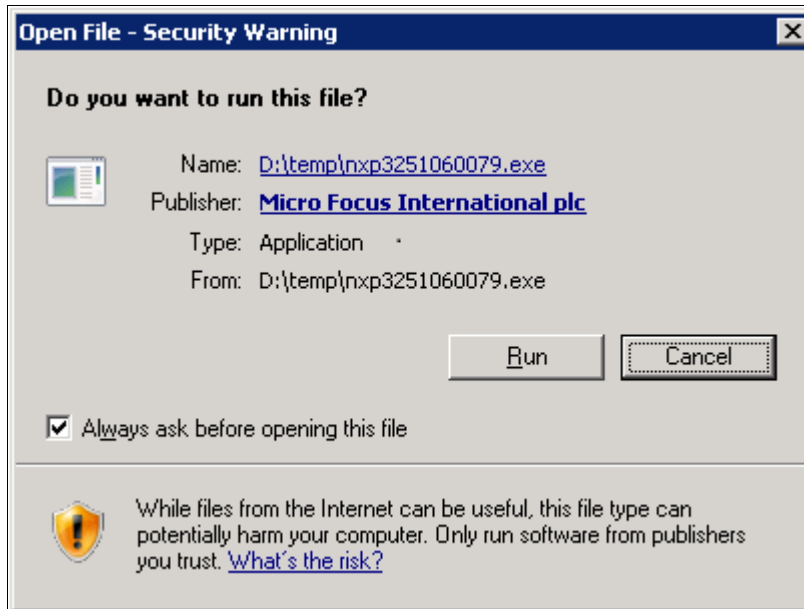 Open File - Security Warning
Do you want to run this file?
Name: D:\temp\nxp3251060079.exe
Publisher: Micro Focus International plc
Type: Application
From: D:\temp\nxp3251060079.exe
Run Cancel
Always ask before opening this file
While files from the Internet can be useful, this file type can
potentially harm your computer. Only run software from publishers
you trust. What's the risk?